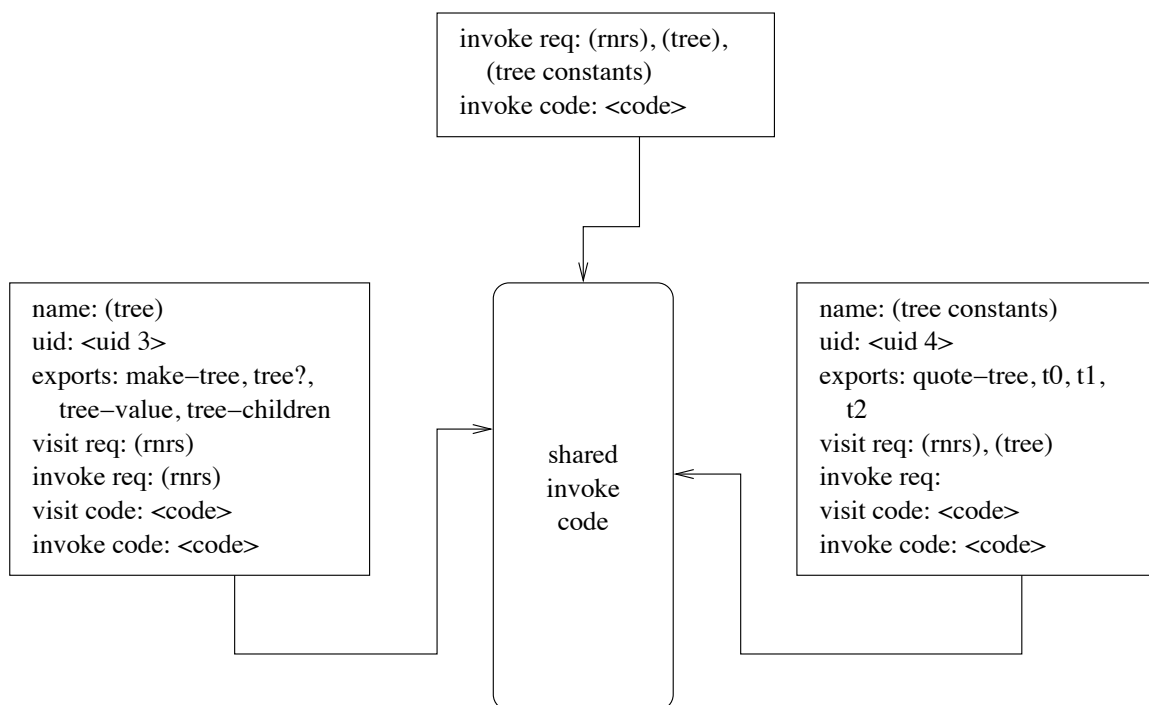 invoke req: (rnrs), (tree),
(tree constants)
invoke code: <code>
name: (tree)
uid: <uid 3>
exports: make−tree, tree?,
tree−value, tree−children
visit req: (rnrs)
invoke req: (rnrs)
visit code: <code>
invoke code: <code>
shared
invoke
code
name: (tree constants)
uid: <uid 4>
exports: quote−tree, t0, t1,
t2
visit req: (rnrs), (tree)
invoke req:
visit code: <code>
invoke code: <code>